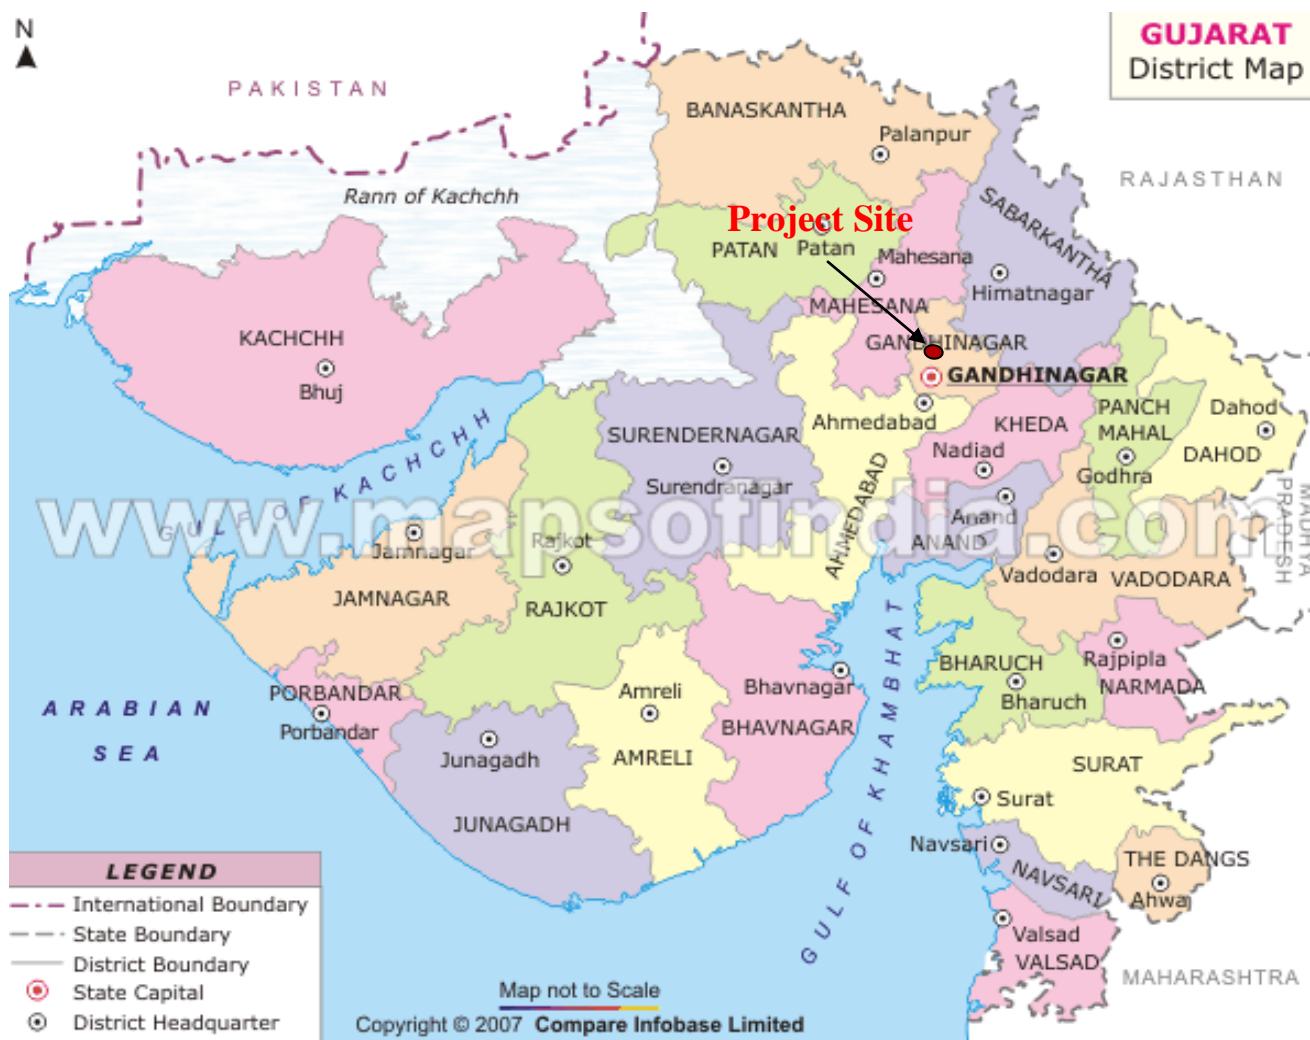 N
GUJARAT
District Map
PAKISTAN
BANASKANTHA
Palanpur
RAJASTHAN
Rann of Kachchh
SABARKANTHA
Project Site
PATAN
Patan
Mahesana
Himatnagar
MAHESANA
KACHCHH
Bhuj
GANDHINAGAR
GANDHINAGAR
Ahmedabad
KHEDA
PANCH
MAHAL
Dahod
DAHOD
SURENDERNAGAR
Surendranagar
Nadiad
Godhra
GULF OF KACHCHH
AHMEDABAD
www.mapsofindia.com
Anand
ANAND
MADHYA
PRADESH
Jamnagar
JAMNAGAR
Rajkot
RAJKOT
Vadodara
VADODARA
GULF OF KHAMBHAT
BHARUCH
Bharuch
Rajpipla
NARMADA
PORBANDAR
Porbandar
ARABIAN
SEA
Amreli
AMRELI
Bhavnagar
BHAVNAGAR
Junagadh
JUNAGADH
SURAT
Surat
Navsari
NAVSARI
THE DANGS
Ahwa
Valsad
VALSAD
MAHARASHTRA
LEGEND
International Boundary
State Boundary
District Boundary
State Capital
District Headquarter
Map not to Scale
Copyright © 2007 Compare Infobase Limited